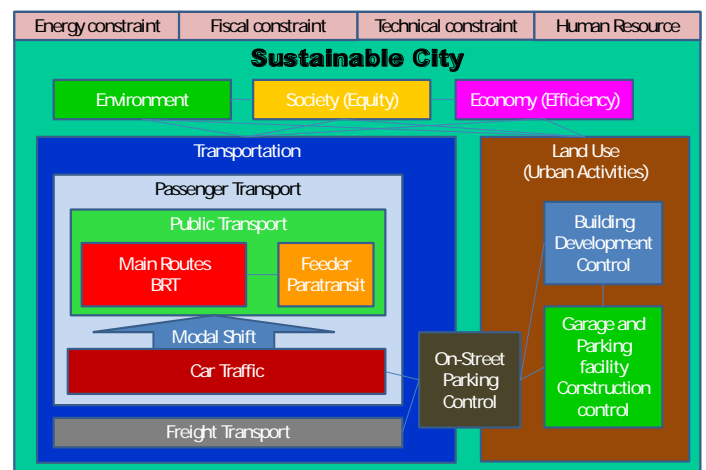 Energy constraint
Fiscal constraint
Technical constraint
Human Resource
Sustainable City
Environment
Society (Equity)
Economy (Efficiency)
Transportation
Land Use
(Urban Activities)
Passenger Transport
Public Transport
Main Routes
BRT
Feeder
Paratransit
Building
Development
Control
Modal Shift
Car Traffic
On-Street
Parking
Control
Garage and
Parking
facility
Construction
control
Freight Transport